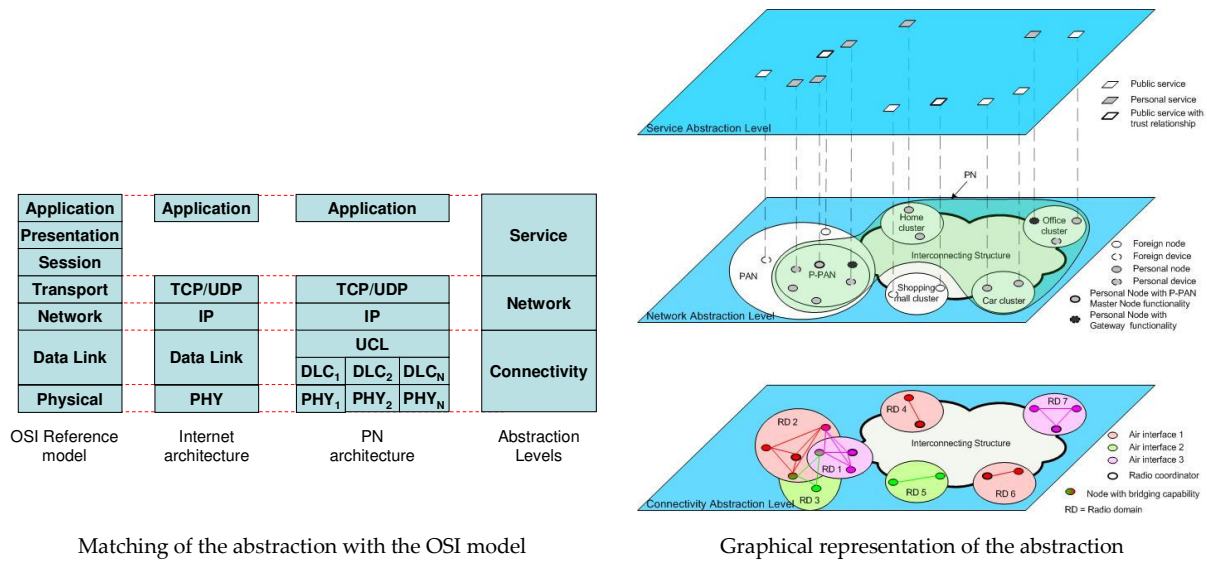 Application
Presentation
Session
Transport
Network
Data Link
Physical
OSI Reference
model
Application
TCP/UDP
IP
Data Link
PHY
Internet
architecture
Application
TCP/UDP
IP
UCL
DLC1 DLC2 DLCN
PHY1 PHY2 PHYN
PN
architecture
Service
Network
Connectivity
Abstraction
Levels
Matching of the abstraction with the OSI model
Service Abstraction Level
Public service
Personal service
Public service with
trust relationship
PN
Home
cluster
Office
cluster
Interconnecting Structure
PAN
P-PAN
Shopping
mall cluster
Car cluster
Network Abstraction Level
Foreign node
Foreign device
Personal node
Personal device
Personal Node with P-PAN
Master Node functionality
Personal Node with
Gateway functionality
RD 4
RD 7
RD 2
Interconnecting Structure
RD 1
RD 3
RD 5
RD 6
Connectivity Abstraction Level
Air interface 1
Air interface 2
Air interface 3
Radio coordinator
Node with bridging capability
RD = Radio domain
Graphical representation of the abstraction